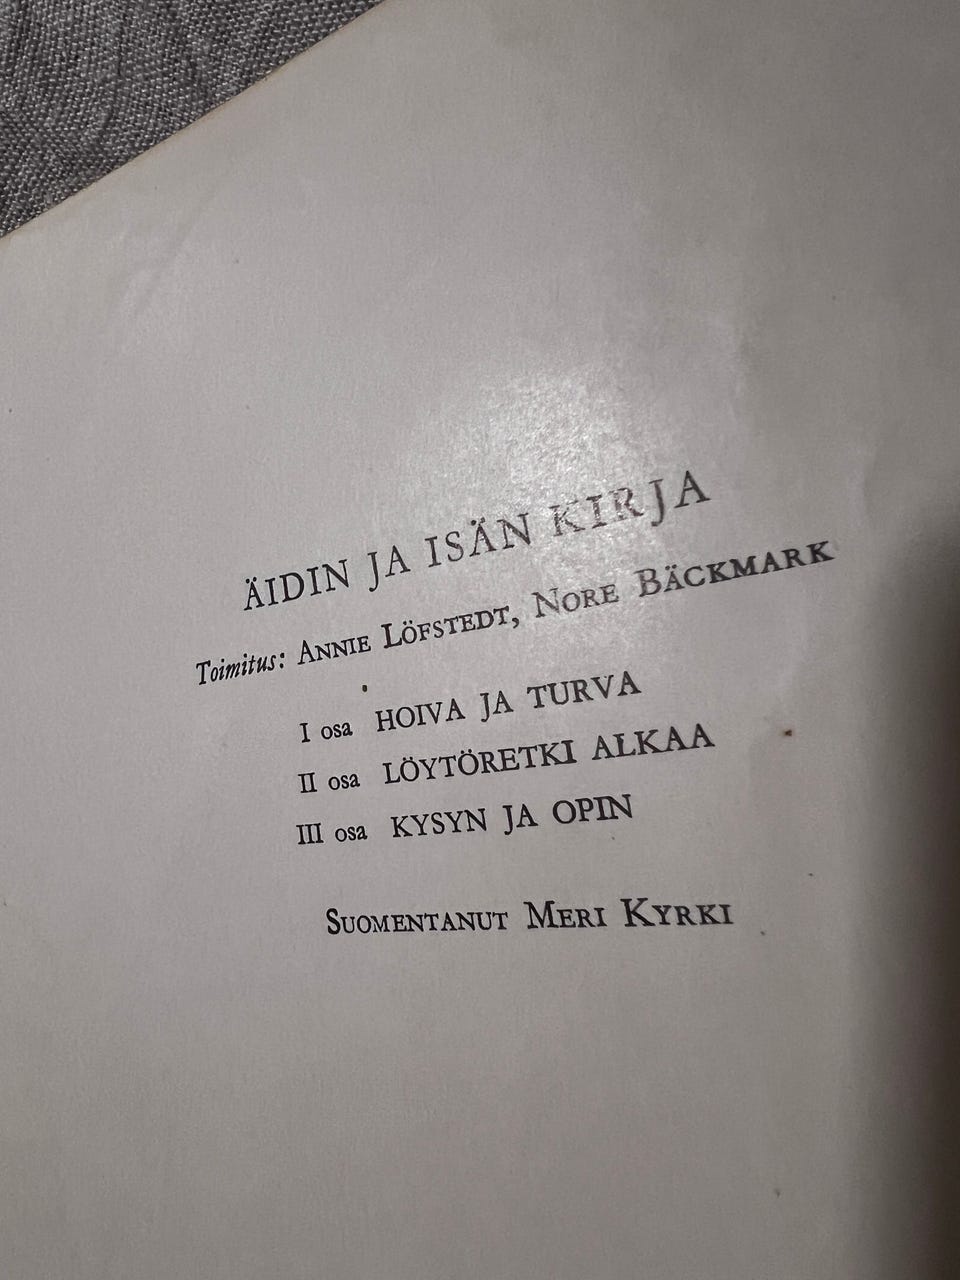 ÄIDIN JA ISÄN KIRJA
Toimitus: ANNIE LÖFSTEDT, NORE BÄCKMARK
I osa HOIVA JA TURVA
II osa LÖYTÖRETKI ALKAA
III osa KYSYN JA OPIN
SUOMENTANUT MERI KYRKI